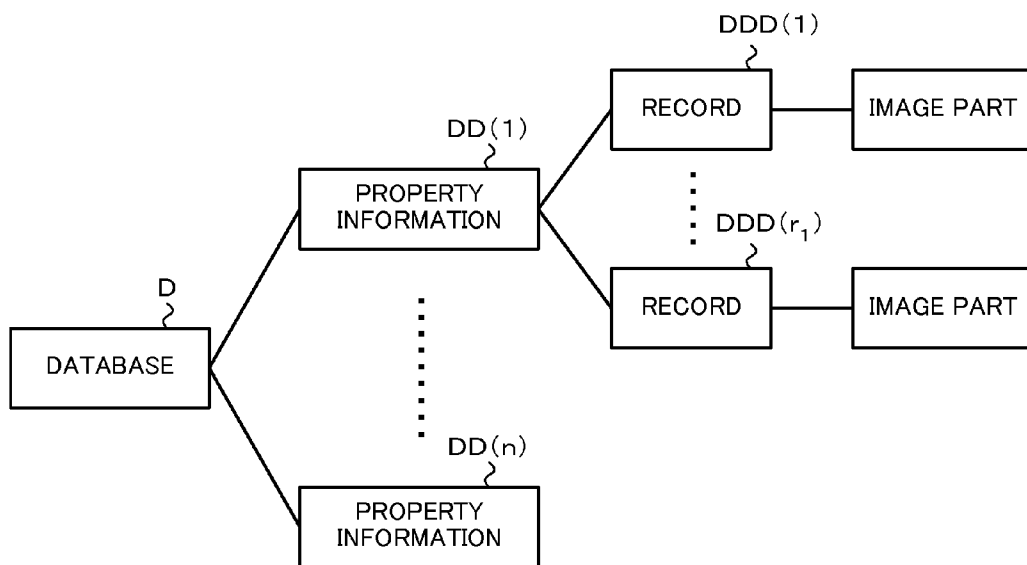 DDD(1)
RECORD
IMAGE PART
DD(1)
PROPERTY
INFORMATION
DDD(r₁)
RECORD
IMAGE PART
D
DATABASE
DD(n)
PROPERTY
INFORMATION